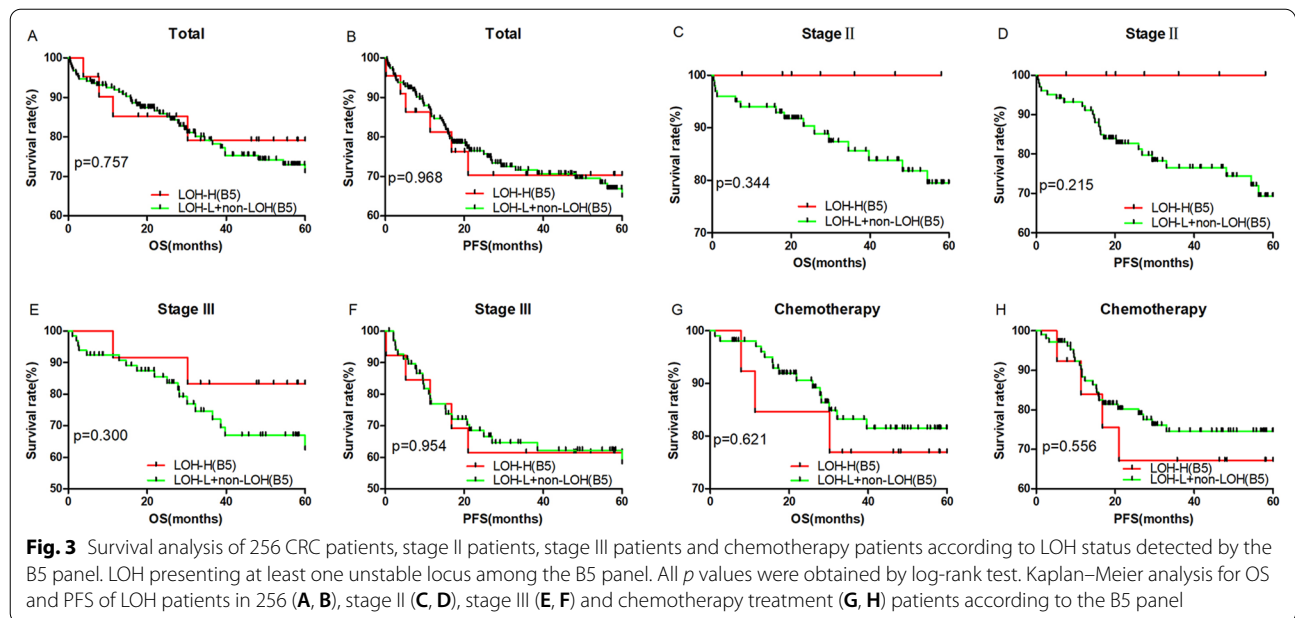 A
Total
Survival rate(%)
100
90
80
70
60
p=0.757
LOH-H(B5)
LOH-L+non-LOH(B5)
0
20
40
60
OS(months)
B
Total
Survival rate(%)
100
90
80
70
60
p=0.968
LOH-H(B5)
LOH-L+non-LOH(B5)
0
20
40
60
PFS(months)
C
Stage II
Survival rate(%)
100
90
80
70
p=0.344
LOH-H(B5)
LOH-L+non-LOH(B5)
0
20
40
60
OS(months)
D
Stage II
Survival rate(%)
100
90
80
70
60
p=0.215
LOH-H(B5)
LOH-L+non-LOH(B5)
0
20
40
60
PFS(months)
E
Stage III
Survival rate(%)
100
90
80
70
60
50
p=0.300
LOH-H(B5)
LOH-L+non-LOH(B5)
0
20
40
60
OS(months)
F
Stage III
Survival rate(%)
100
90
80
70
60
50
p=0.954
LOH-H(B5)
LOH-L+non-LOH(B5)
0
20
40
60
PFS(months)
G
Chemotherapy
Survival rate(%)
100
90
80
70
p=0.621
LOH-H(B5)
LOH-L+non-LOH(B5)
0
20
40
60
OS(months)
H
Chemotherapy
Survival rate(%)
100
90
80
70
60
p=0.556
LOH-H(B5)
LOH-L+non-LOH(B5)
0
20
40
60
PFS(months)
Fig. 3 Survival analysis of 256 CRC patients, stage II patients, stage III patients and chemotherapy patients according to LOH status detected by the
B5 panel. LOH presenting at least one unstable locus among the B5 panel. All p values were obtained by log-rank test. Kaplan–Meier analysis for OS
and PFS of LOH patients in 256 (A, B), stage II (C, D), stage III (E, F) and chemotherapy treatment (G, H) patients according to the B5 panel